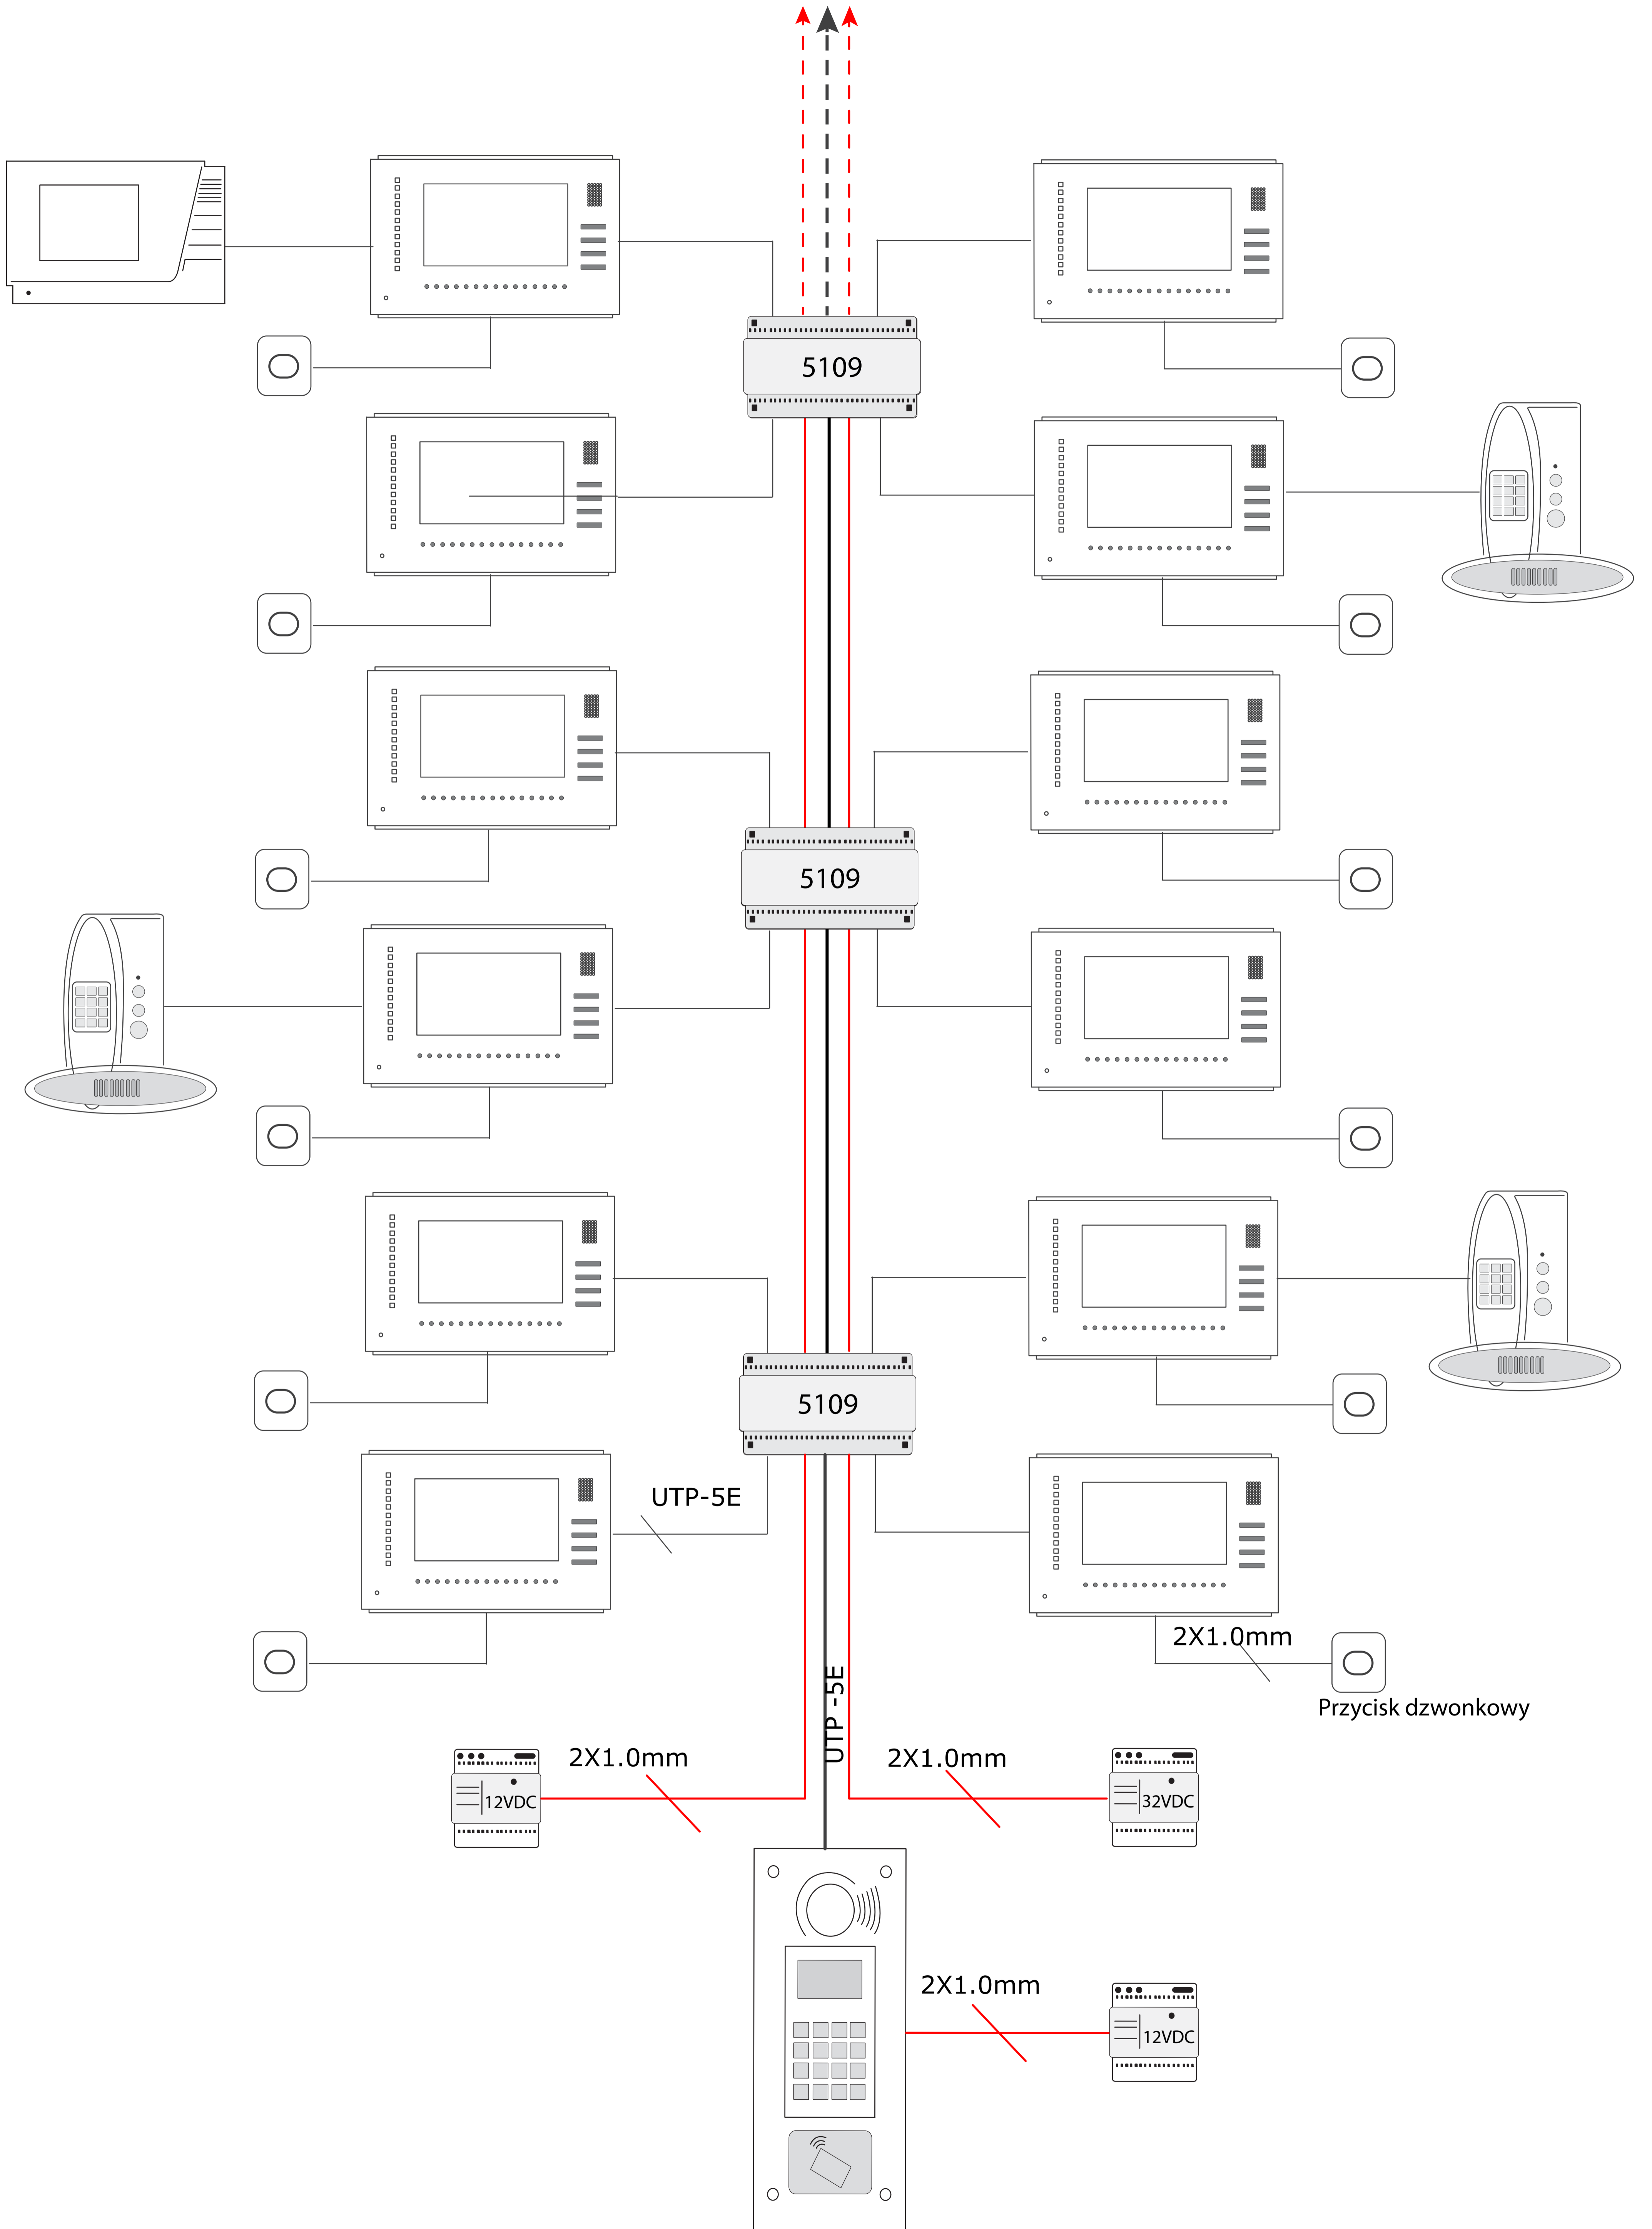 5109
5109
5109
UTP-5E
2X1.0mm
Przycisk dzwonkowy
UTP -5E
2X1.0mm
2X1.0mm
12VDC
32VDC
2X1.0mm
12VDC